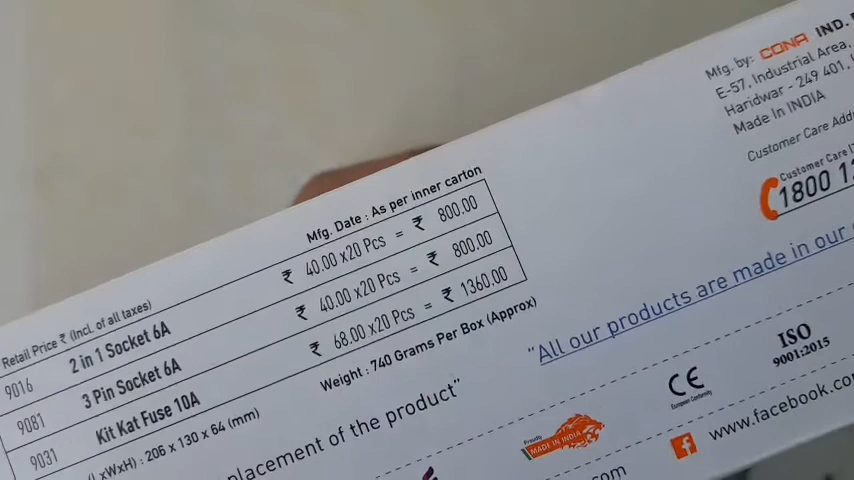 Mfg. by: CONA IND.
E-57, Industrial Area,
Haridwar - 249 401,
Made In INDIA
Customer Care
Customer Care
1800
Mfg. Date : As per inner carton
Retail Price ₹ (Incl. of all taxes)
9016 2 in 1 Socket 6A ₹ 40.00 x20 Pcs = ₹ 800.00
9081 3 Pin Socket 6A ₹ 40.00 x20 Pcs = ₹ 800.00
9031 Kit Kat Fuse 10A ₹ 68.00 x20 Pcs = ₹ 1360.00
(LxWxH) : 206 x 130 x 64 (mm) Weight : 740 Grams Per Box (Approx)
"All our products are made in our
placement of the product"
Proudly
MADE IN INDIA
CE
European Conformity
ISO
9001:2015
.com
f www.facebook.